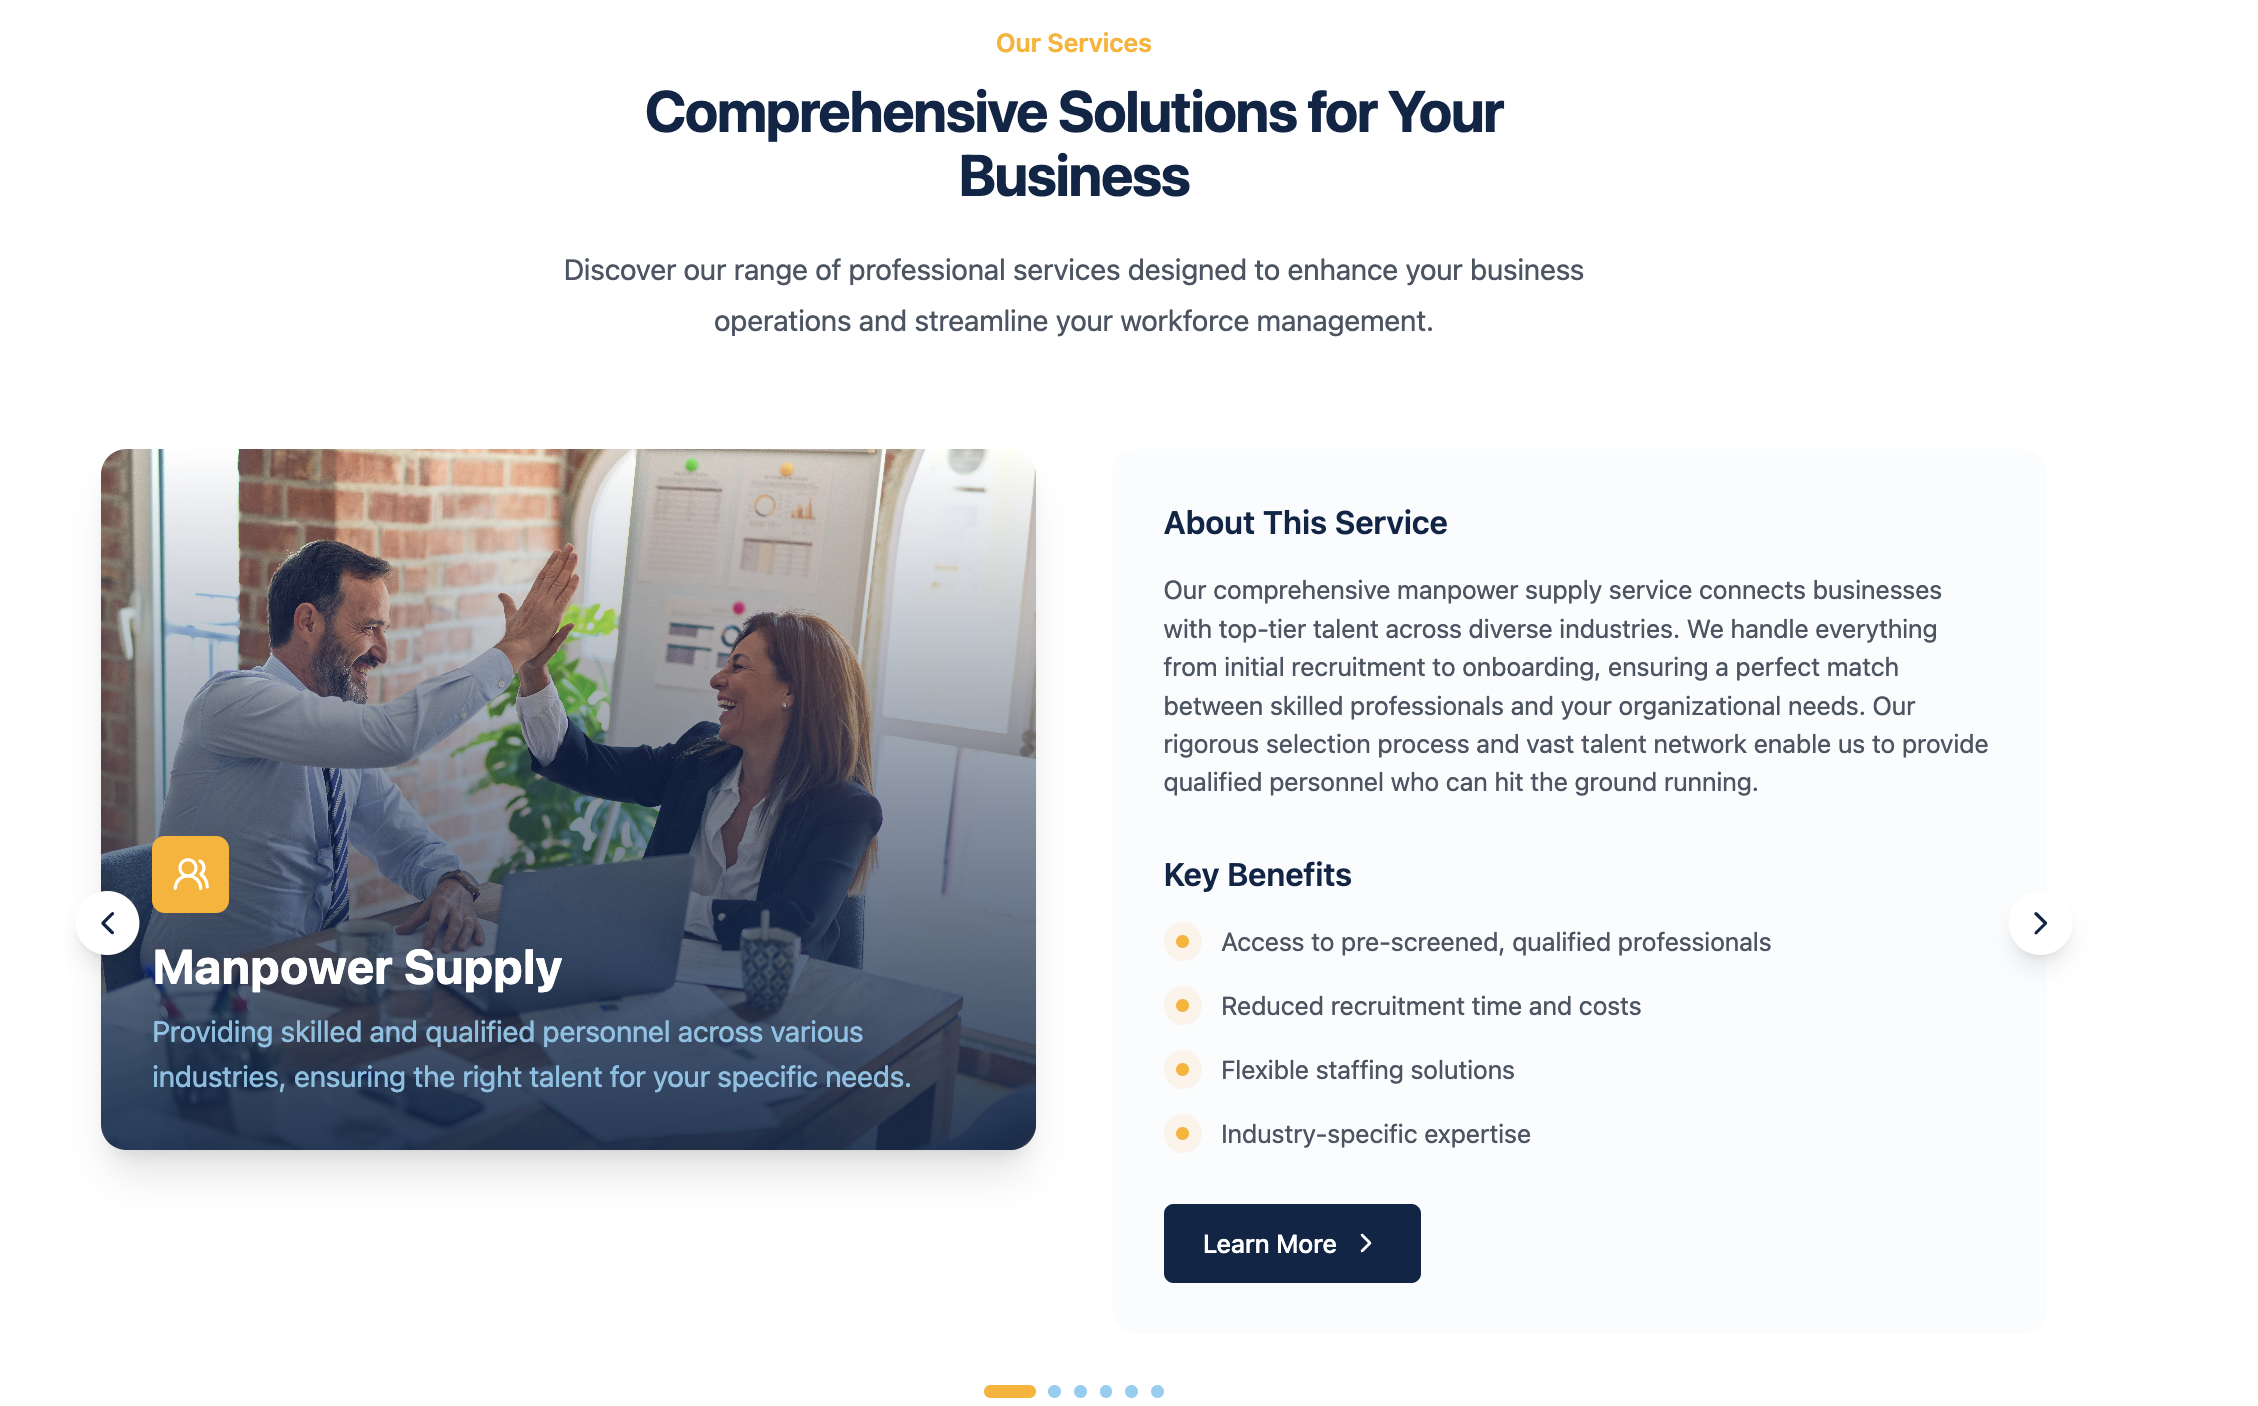 Our Services
Comprehensive Solutions for Your
Business
Discover our range of professional services designed to enhance your business
operations and streamline your workforce management.
Manpower Supply
Providing skilled and qualified personnel across various
industries, ensuring the right talent for your specific needs.
About This Service
Our comprehensive manpower supply service connects businesses
with top-tier talent across diverse industries. We handle everything
from initial recruitment to onboarding, ensuring a perfect match
between skilled professionals and your organizational needs. Our
rigorous selection process and vast talent network enable us to provide
qualified personnel who can hit the ground running.
Key Benefits
Access to pre-screened, qualified professionals
Reduced recruitment time and costs
Flexible staffing solutions
Industry-specific expertise
Learn More